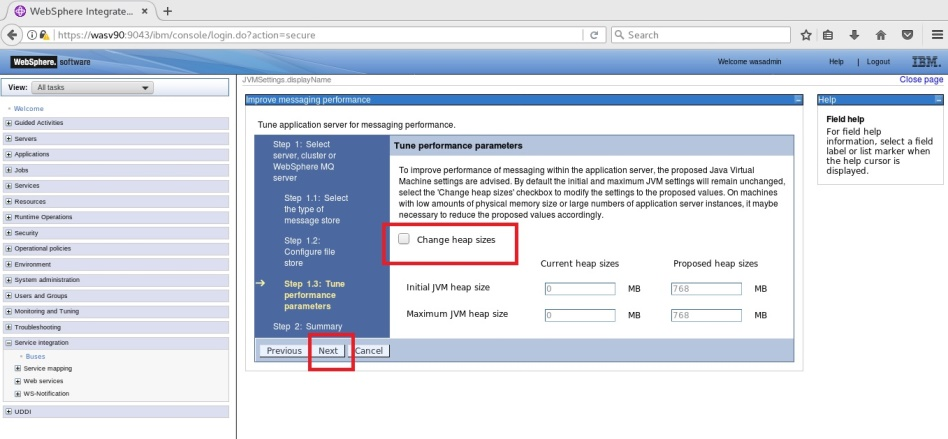 WebSphere Integrate...
https://wasv90:9043/ibm/console/login.do?action=secure
Search
WebSphere. software
Welcome wasadmin
Help | Logout
IBM.
View: All tasks
JVMSettings.displayName
Close page
Welcome
Guided Activities
Servers
Applications
Jobs
Services
Resources
Runtime Operations
Security
Operational policies
Environment
System administration
Users and Groups
Monitoring and Tuning
Troubleshooting
Service integration
Buses
Service mapping
Web services
WS-Notification
UDDI
Improve messaging performance
Tune application server for messaging performance.
Step 1: Select
server, cluster or
WebSphere MQ
server
Step 1.1: Select
the type of
message store
Step 1.2:
Configure file
store
Step 1.3: Tune
performance
parameters
Step 2: Summary
Tune performance parameters
To improve performance of messaging within the application server, the proposed Java Virtual
Machine settings are advised. By default the initial and maximum JVM settings will remain unchanged,
select the 'Change heap sizes' checkbox to modify the settings to the proposed values. On machines
with low amounts of physical memory size or large numbers of application server instances, it maybe
necessary to reduce the proposed values accordingly.
Change heap sizes
Current heap sizes Proposed heap sizes
Initial JVM heap size 0 MB 768 MB
Maximum JVM heap size 0 MB 768 MB
Previous Next Cancel
Help
Field help
For field help
information, select a field
label or list marker when
the help cursor is
displayed.